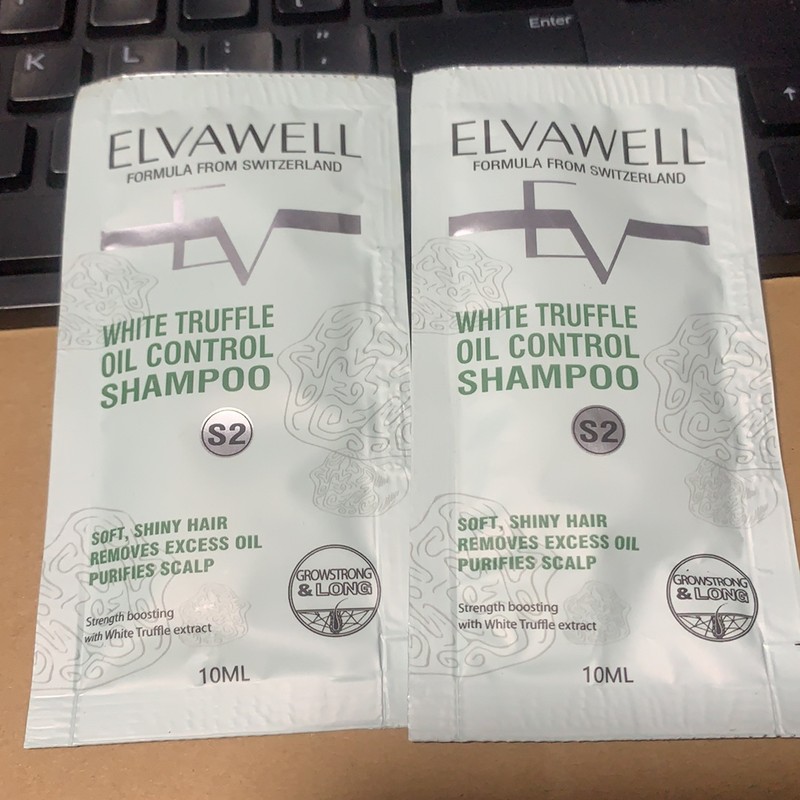 Enter
K
L
: ;
" '
ELVAWELL
FORMULA FROM SWITZERLAND
EV
WHITE TRUFFLE
OIL CONTROL
SHAMPOO
S2
SOFT, SHINY HAIR
REMOVES EXCESS OIL
PURIFIES SCALP
GROWSTRONG
& LONG
Strength boosting
with White Truffle extract
10ML
ELVAWELL
FORMULA FROM SWITZERLAND
EV
WHITE TRUFFLE
OIL CONTROL
SHAMPOO
S2
SOFT, SHINY HAIR
REMOVES EXCESS OIL
PURIFIES SCALP
GROWSTRONG
& LONG
Strength boosting
with White Truffle extract
10ML